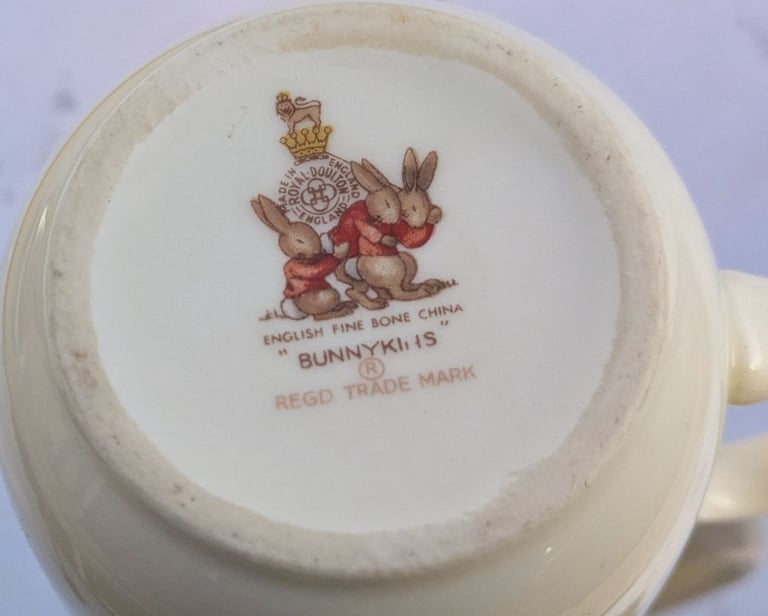 MADE IN ENGLAND
ROYAL·DOULTON
ENGLAND
ENGLISH FINE BONE CHINA
"BUNNYKINS"
®
REGD TRADE MARK